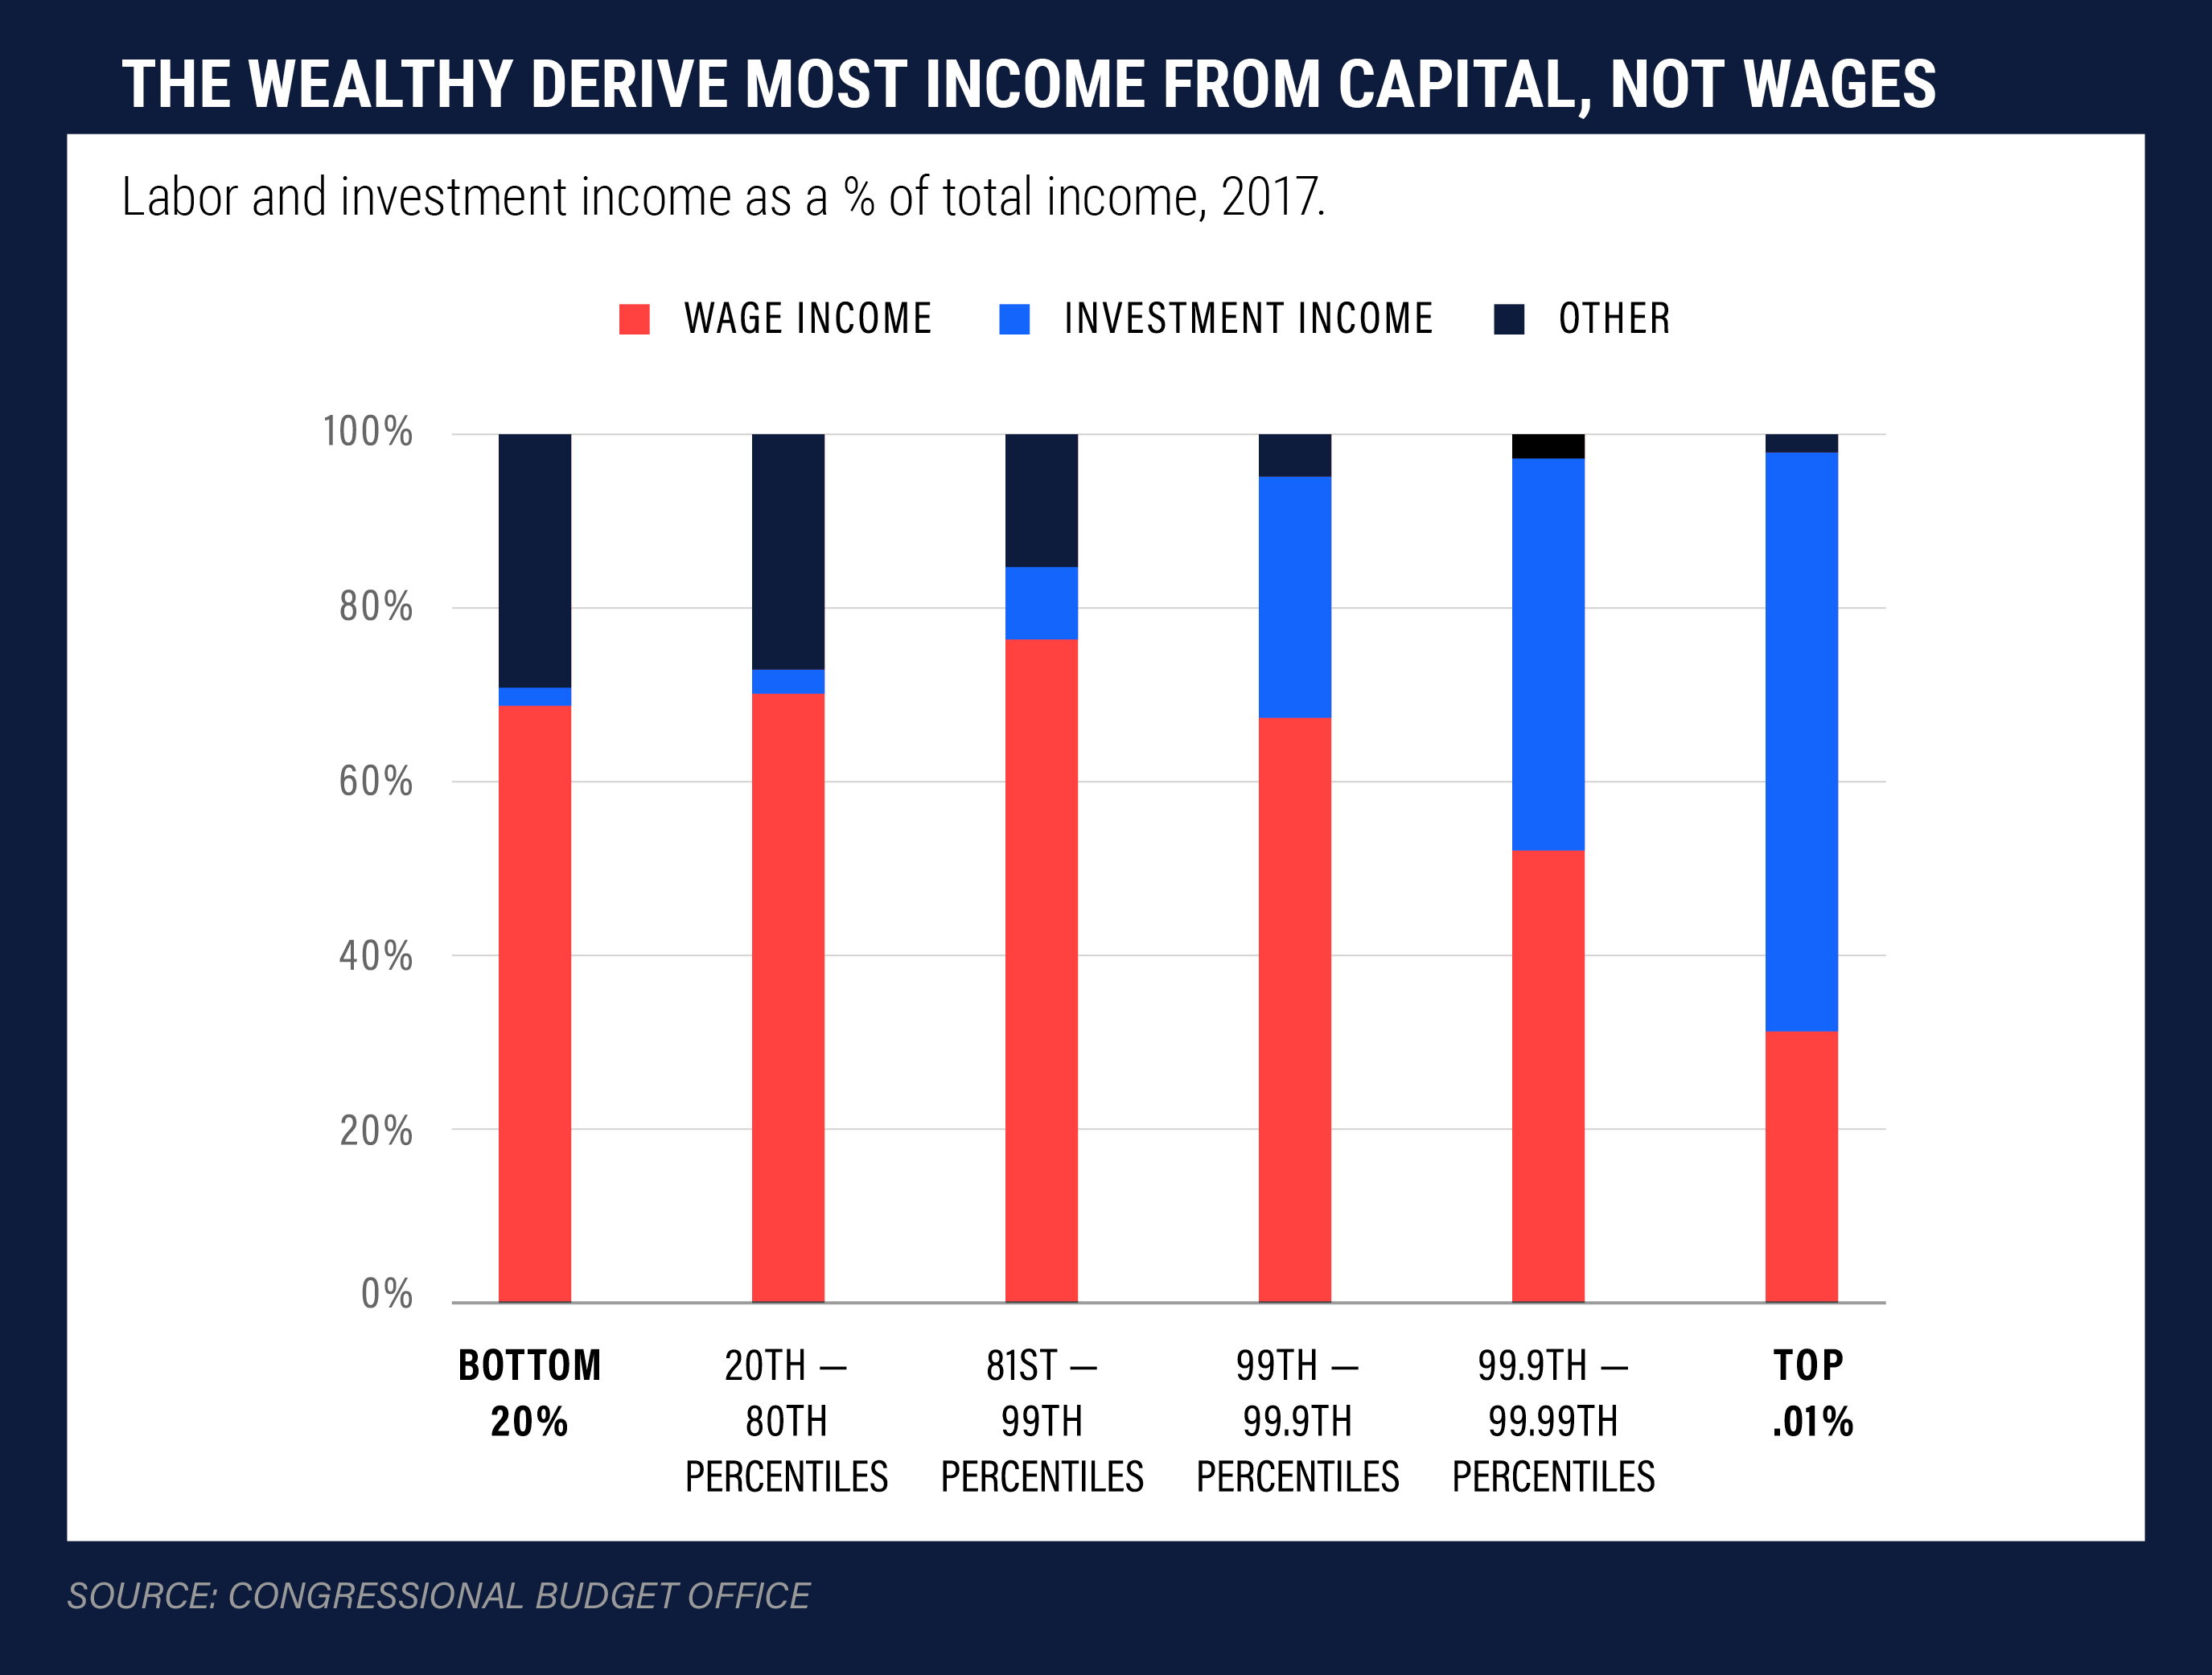 THE WEALTHY DERIVE MOST INCOME FROM CAPITAL, NOT WAGES
Labor and investment income as a % of total income, 2017.
WAGE INCOME
INVESTMENT INCOME
OTHER
100%
80%
60%
40%
20%
0%
BOTTOM
20%
20TH —
80TH
PERCENTILES
81ST —
99TH
PERCENTILES
99TH —
99.9TH
PERCENTILES
99.9TH —
99.99TH
PERCENTILES
TOP
.01%
SOURCE: CONGRESSIONAL BUDGET OFFICE